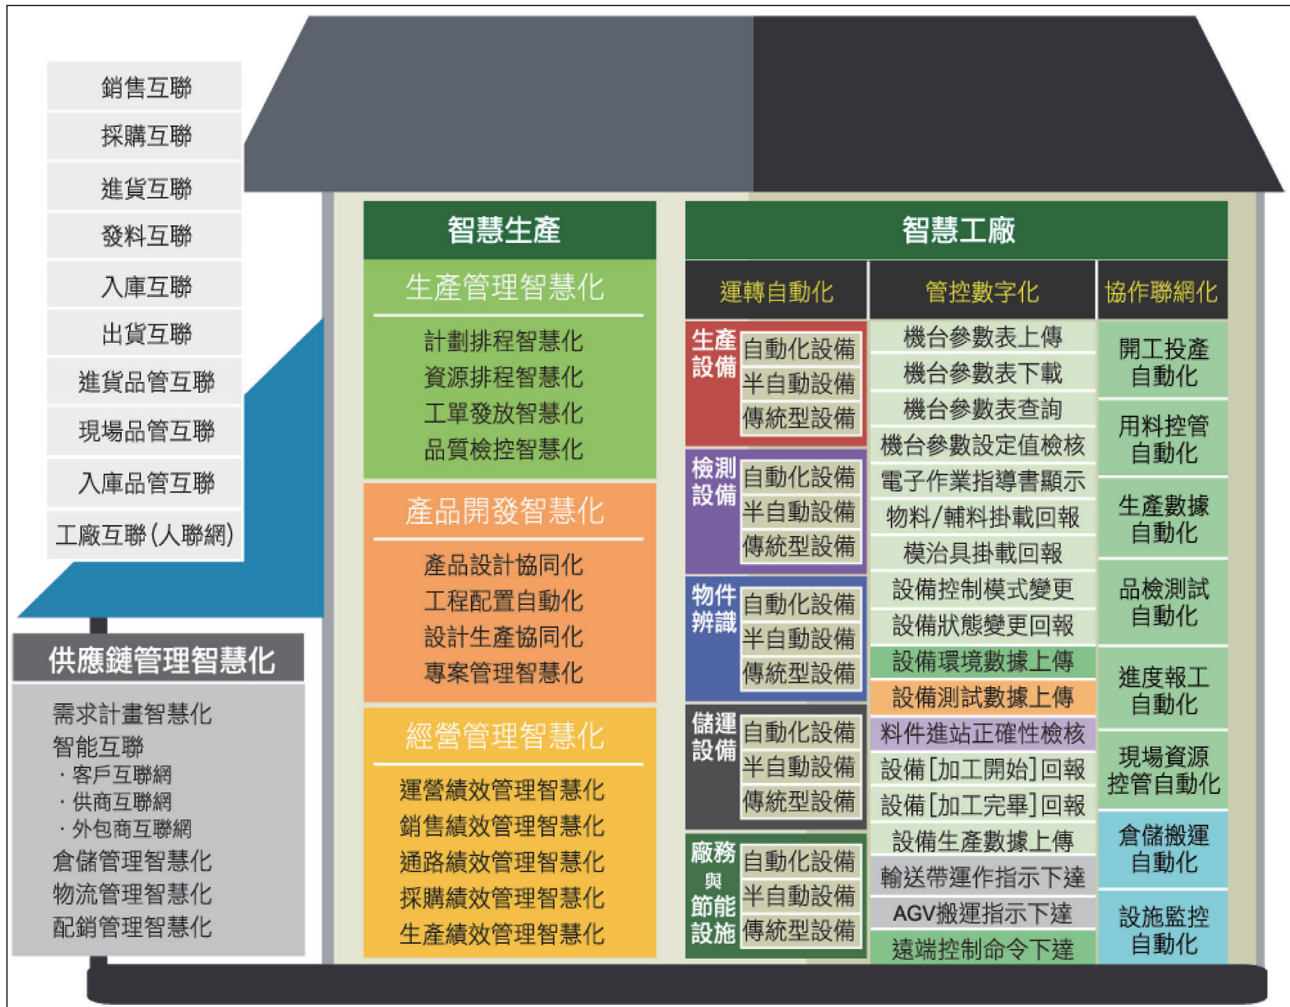 銷售互聯
採購互聯
進貨互聯
發料互聯
入庫互聯
出貨互聯
進貨品管互聯
現場品管互聯
入庫品管互聯
工廠互聯(人聯網)
供應鏈管理智慧化
需求計畫智慧化
智能互聯
·客戶互聯網
·供商互聯網
·外包商互聯網
倉儲管理智慧化
物流管理智慧化
配銷管理智慧化
智慧生產
生產管理智慧化
計劃排程智慧化
資源排程智慧化
工單發放智慧化
品質檢控智慧化
產品開發智慧化
產品設計協同化
工程配置自動化
設計生產協同化
專案管理智慧化
經營管理智慧化
運營績效管理智慧化
銷售績效管理智慧化
通路績效管理智慧化
採購績效管理智慧化
生產績效管理智慧化
智慧工廠
運轉自動化
生產
設備
自動化設備
半自動設備
傳統型設備
檢測
設備
自動化設備
半自動設備
傳統型設備
物件
辨識
自動化設備
半自動設備
傳統型設備
儲運
設備
自動化設備
半自動設備
傳統型設備
廠務
與
節能
設施
自動化設備
半自動設備
傳統型設備
管控數字化
機台參數表上傳
機台參數表下載
機台參數表查詢
機台參數設定值檢核
電子作業指導書顯示
物料/輔料掛載回報
模治具掛載回報
設備控制模式變更
設備狀態變更回報
設備環境數據上傳
設備測試數據上傳
料件進站正確性檢核
設備[加工開始]回報
設備[加工完畢]回報
設備生產數據上傳
輸送帶運作指示下達
AGV搬運指示下達
遠端控制命令下達
協作聯網化
開工投產
自動化
用料控管
自動化
生產數據
自動化
品檢測試
自動化
進度報工
自動化
現場資源
控管自動化
倉儲搬運
自動化
設施監控
自動化